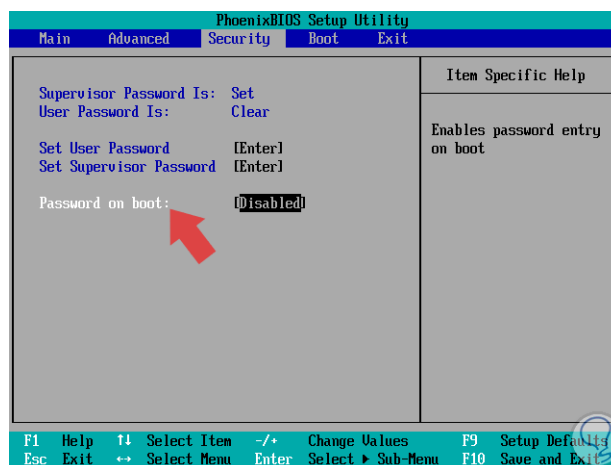 PhoenixBIOS Setup Utility
Main Advanced Security Boot Exit
Item Specific Help
Supervisor Password Is: Set
User Password Is: Clear
Enables password entry
on boot
Set User Password [Enter]
Set Supervisor Password [Enter]
Password on boot: [Disabled]
F1 Help ↑↓ Select Item -/+ Change Values F9 Setup Defaults
Esc Exit ↔ Select Menu Enter Select ▶ Sub-Menu F10 Save and Exit